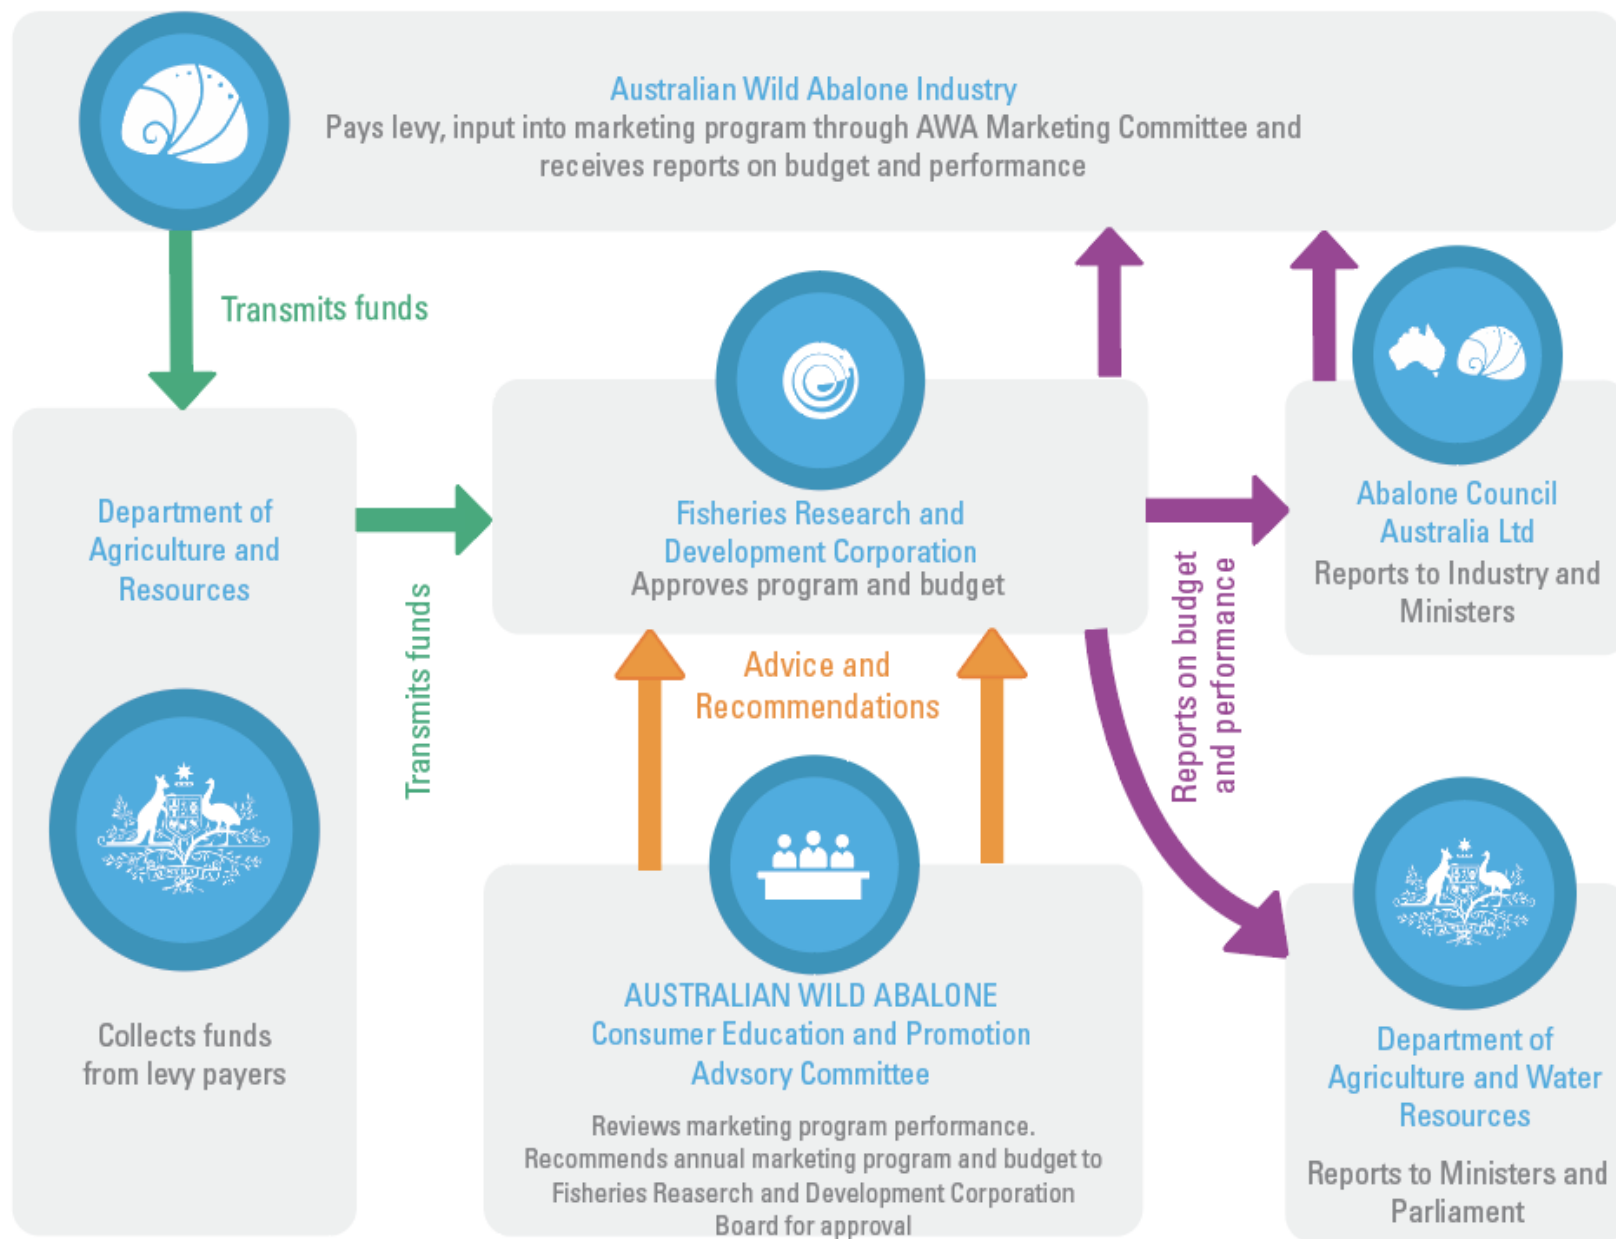 Australian Wild Abalone Industry
Pays levy, input into marketing program through AWA Marketing Committee and
receives reports on budget and performance
Transmits funds
Department of
Agriculture and
Resources
Collects funds
from levy payers
Transmits funds
Fisheries Research and
Development Corporation
Approves program and budget
Advice and
Recommendations
AUSTRALIAN WILD ABALONE
Consumer Education and Promotion
Advsory Committee
Reviews marketing program performance.
Recommends annual marketing program and budget to
Fisheries Reaserch and Development Corporation
Board for approval
Reports on budget
and performance
Abalone Council
Australia Ltd
Reports to Industry and
Ministers
Department of
Agriculture and Water
Resources
Reports to Ministers and
Parliament